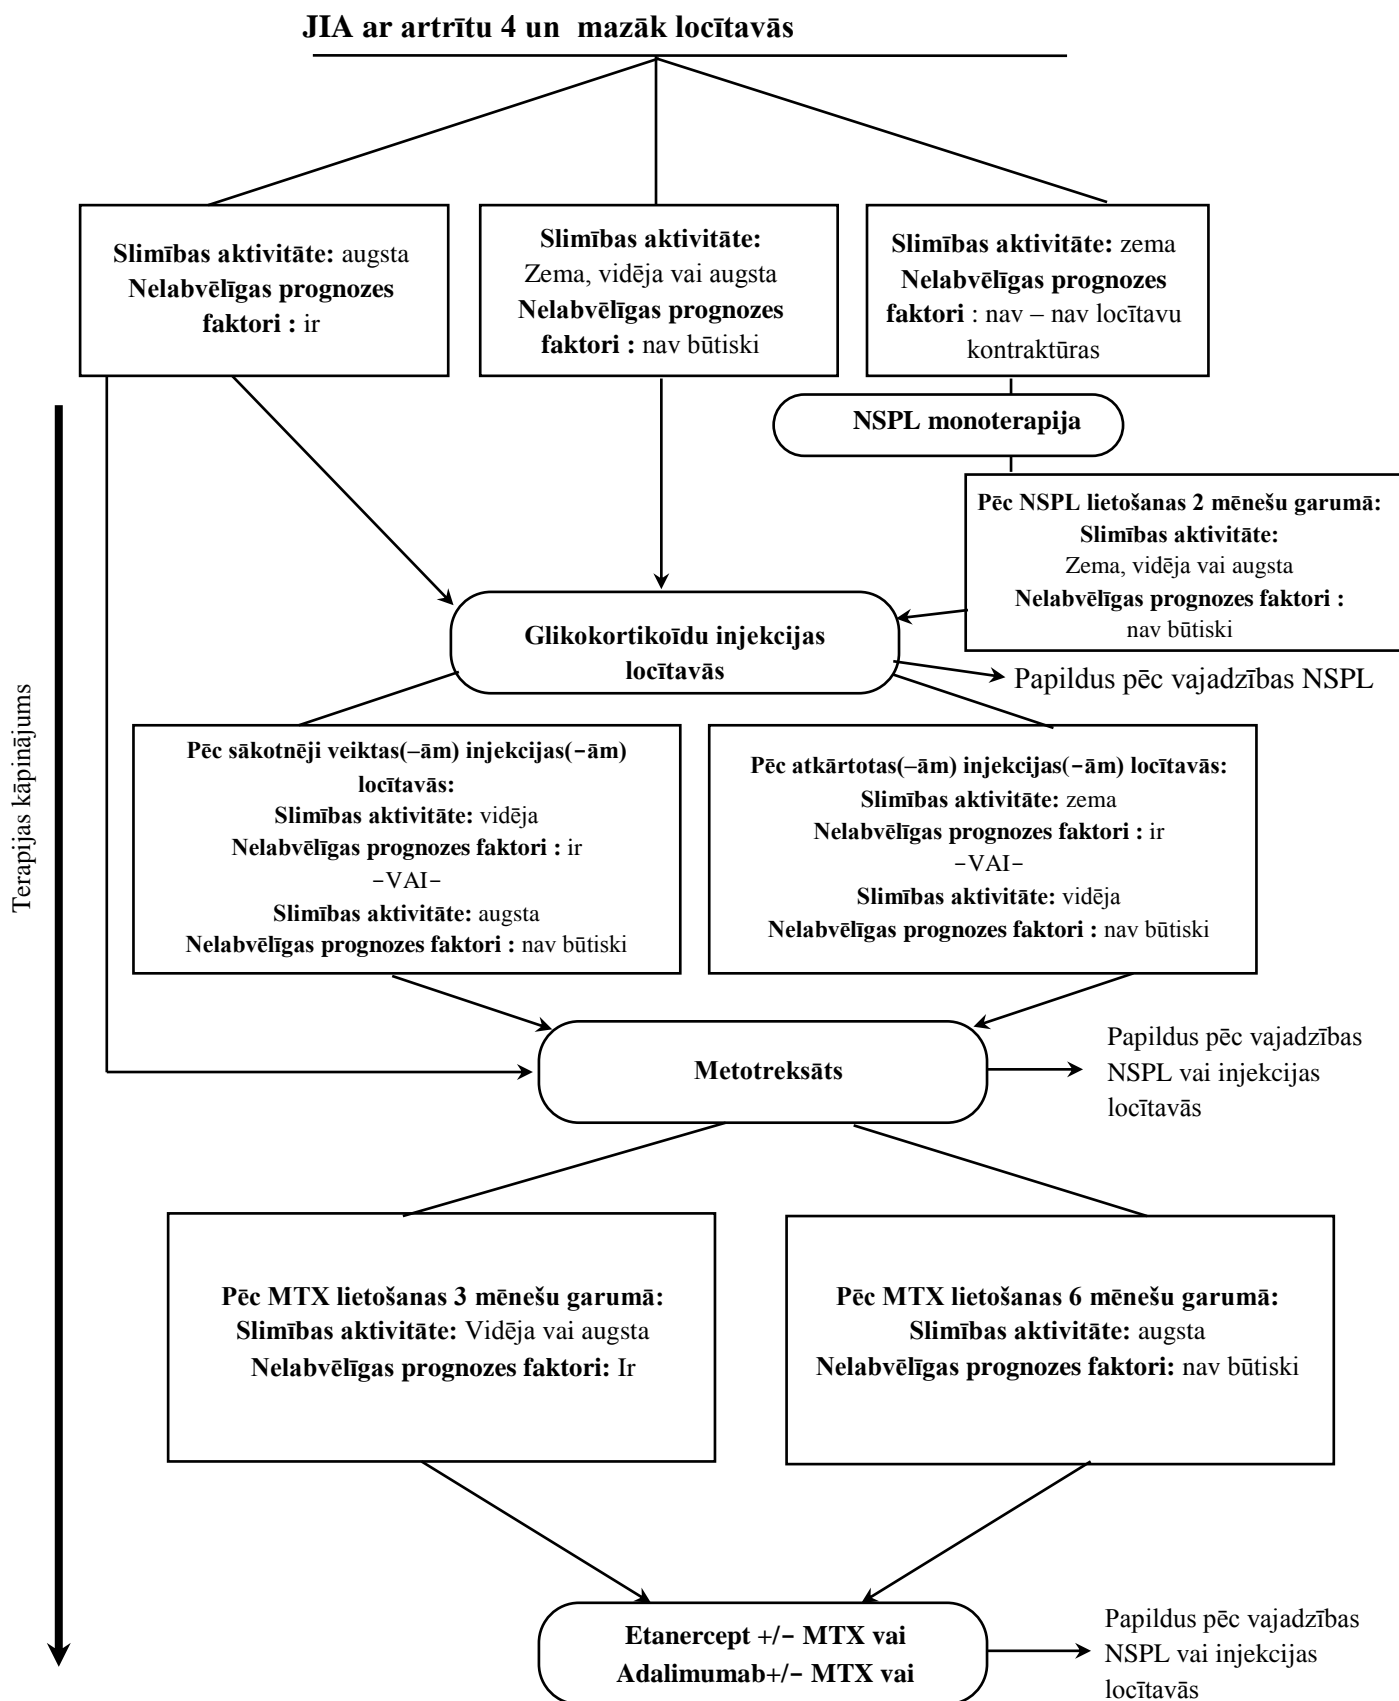 JIA ar artrītu 4 un mazāk locītavās
Slimības aktivitāte: augsta
Nelabvēlīgas prognozes
faktori : ir
Slimības aktivitāte:
Zema, vidēja vai augsta
Nelabvēlīgas prognozes
faktori : nav būtiski
Slimības aktivitāte: zema
Nelabvēlīgas prognozes
faktori : nav – nav locītavu
kontraktūras
NSPL monoterapija
Pēc NSPL lietošanas 2 mēnešu garumā:
Slimības aktivitāte:
Zema, vidēja vai augsta
Nelabvēlīgas prognozes faktori :
nav būtiski
Glikokortikoīdu injekcijas
locītavās
Papildus pēc vajadzības NSPL
Terapijas kāpinājums
Pēc sākotnēji veiktas(–ām) injekcijas(–ām)
locītavās:
Slimības aktivitāte: vidēja
Nelabvēlīgas prognozes faktori : ir
–VAI–
Slimības aktivitāte: augsta
Nelabvēlīgas prognozes faktori : nav būtiski
Pēc atkārtotas(–ām) injekcijas(–ām) locītavās:
Slimības aktivitāte: zema
Nelabvēlīgas prognozes faktori : ir
–VAI–
Slimības aktivitāte: vidēja
Nelabvēlīgas prognozes faktori : nav būtiski
Metotreksāts
Papildus pēc vajadzības
NSPL vai injekcijas
locītavās
Pēc MTX lietošanas 3 mēnešu garumā:
Slimības aktivitāte: Vidēja vai augsta
Nelabvēlīgas prognozes faktori: Ir
Pēc MTX lietošanas 6 mēnešu garumā:
Slimības aktivitāte: augsta
Nelabvēlīgas prognozes faktori: nav būtiski
Etanercept +/– MTX vai
Adalimumab+/– MTX vai
Papildus pēc vajadzības
NSPL vai injekcijas
locītavās